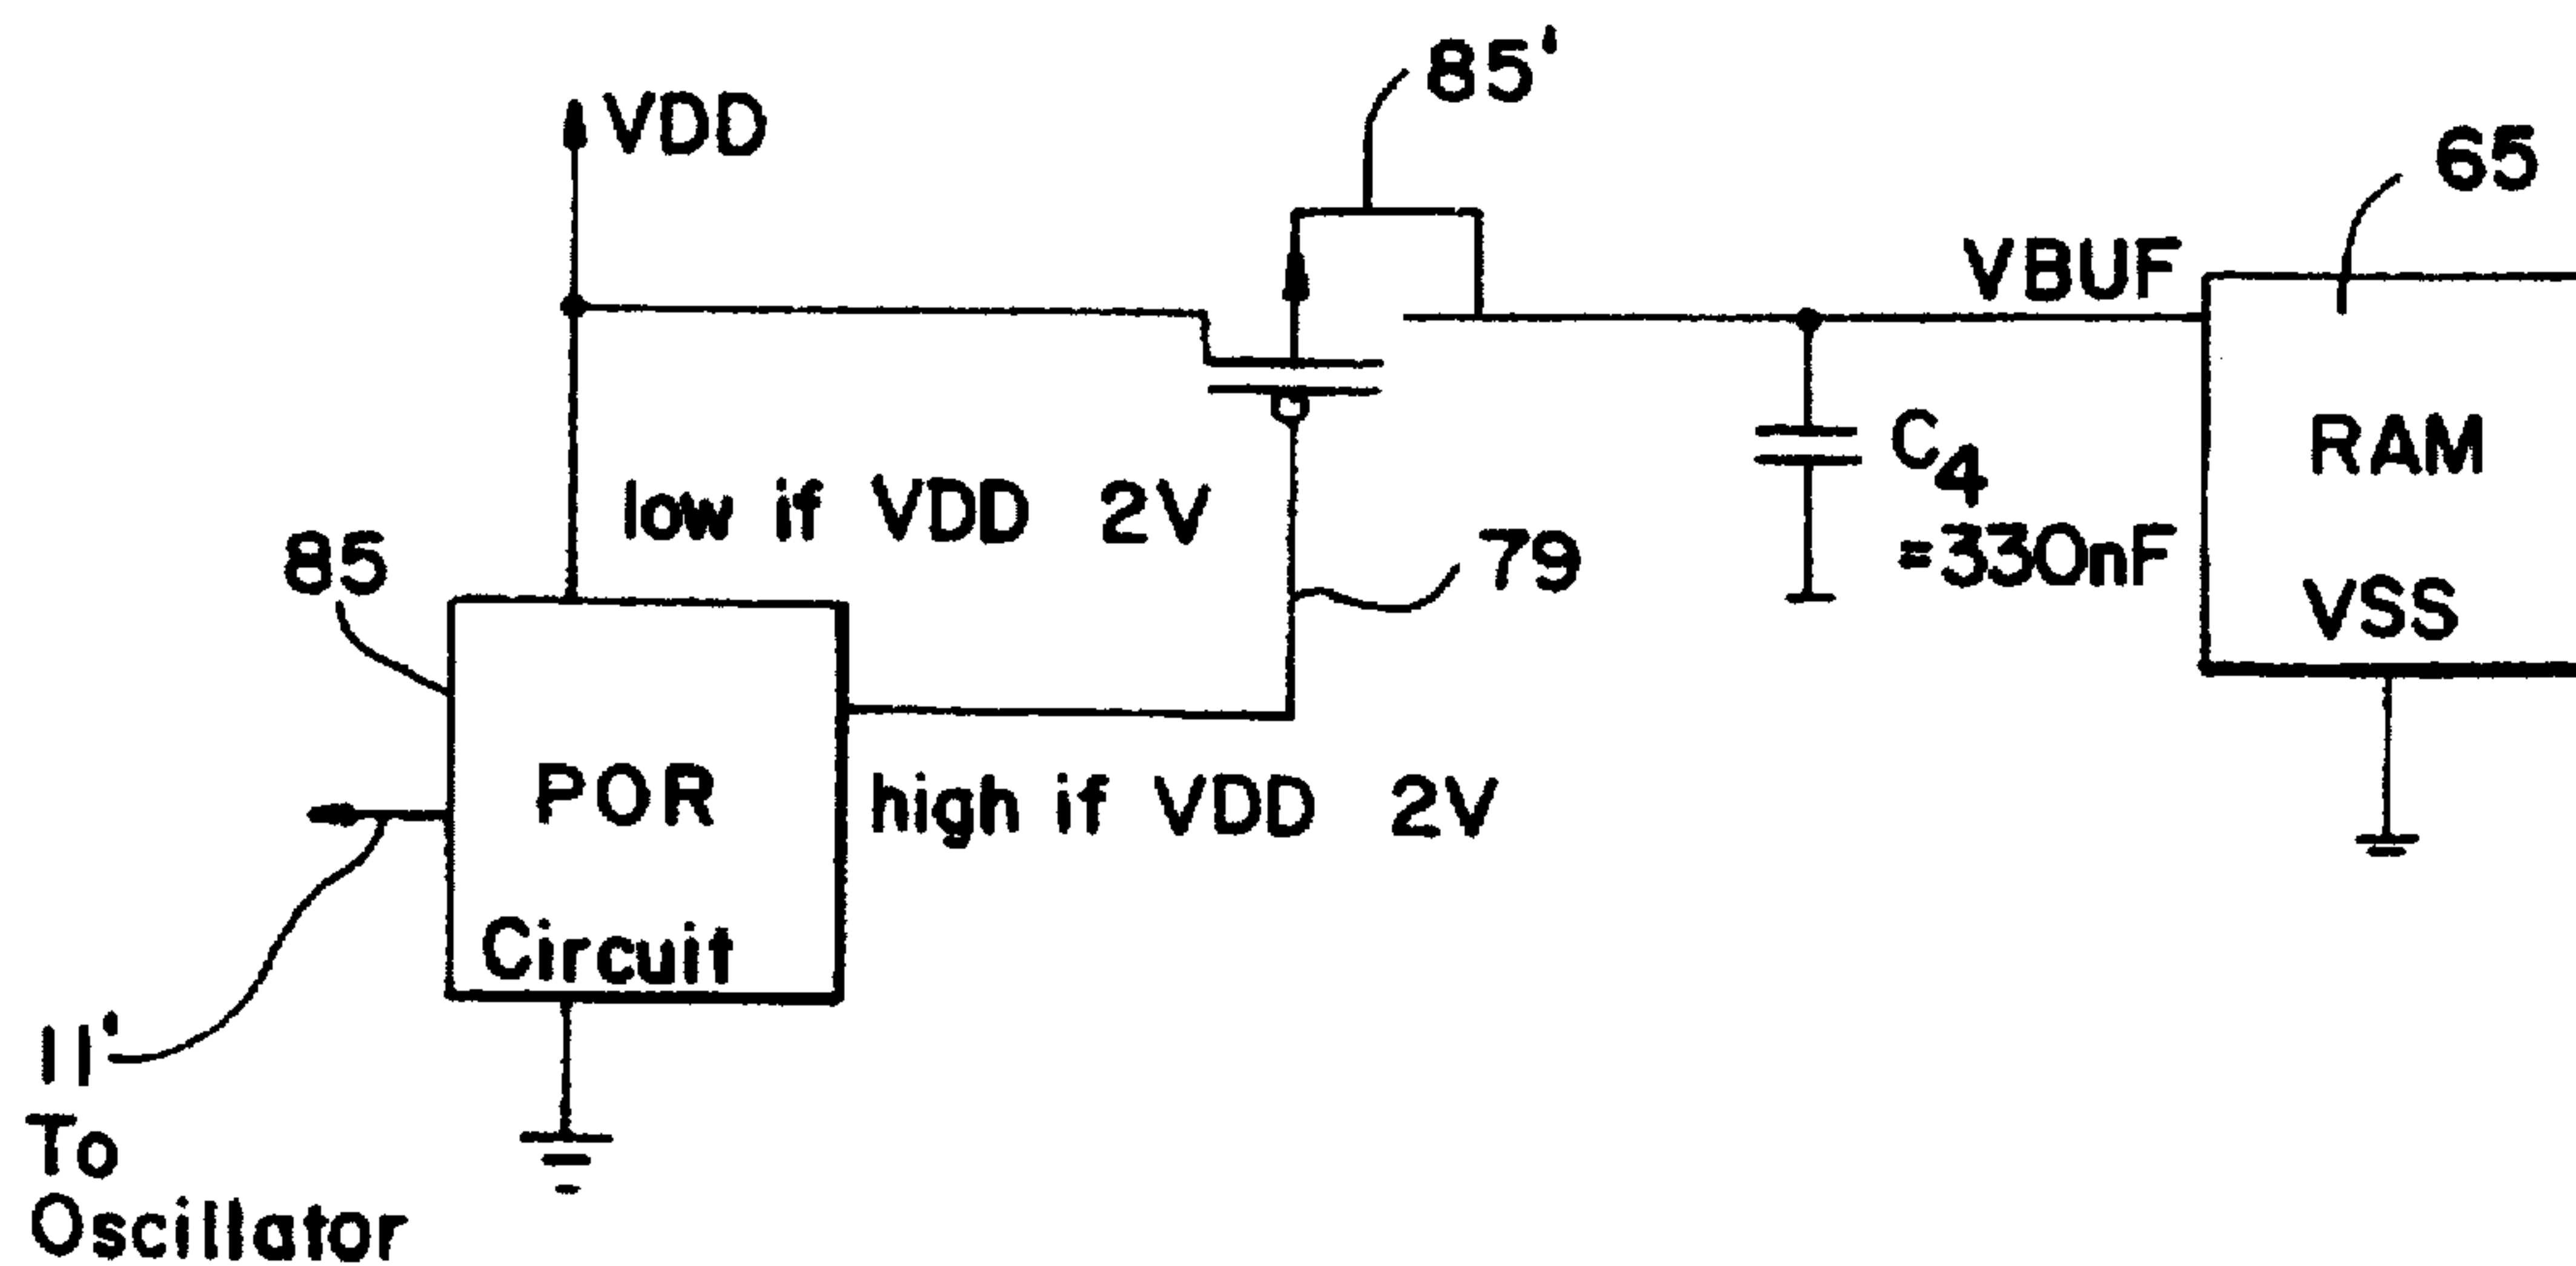 85'
VDD
65
VBUF
low if VDD 2V
C4
=330nF
RAM
85
79
VSS
POR
Circuit
high if VDD 2V
11'
To
Oscillator